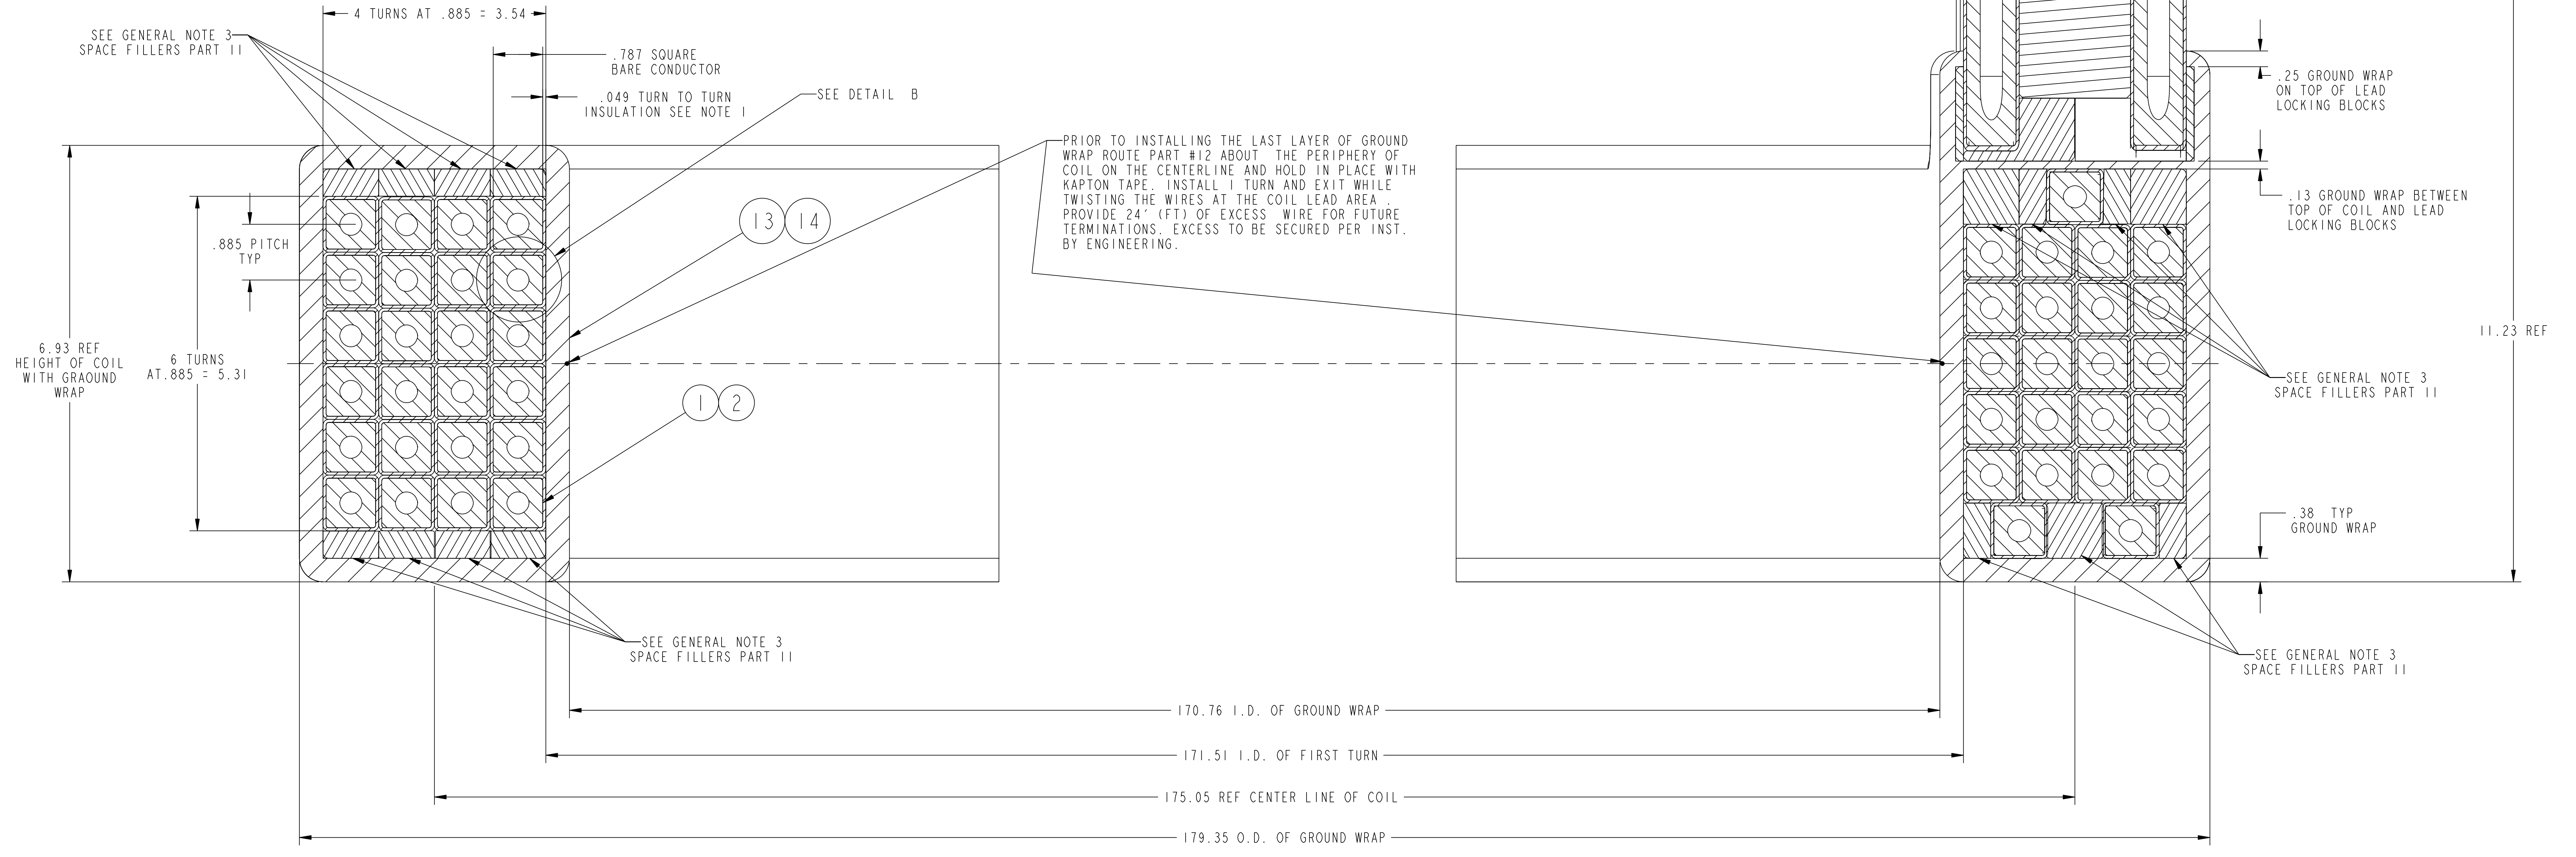 4 TURNS AT .885 = 3.54
SEE GENERAL NOTE 3
SPACE FILLERS PART 11
.787 SQUARE
BARE CONDUCTOR
.049 TURN TO TURN
INSULATION SEE NOTE 1
SEE DETAIL B
PRIOR TO INSTALLING THE LAST LAYER OF GROUND
WRAP ROUTE PART #12 ABOUT THE PERIPHERY OF
COIL ON THE CENTERLINE AND HOLD IN PLACE WITH
KAPTON TAPE. INSTALL 1 TURN AND EXIT WHILE
TWISTING THE WIRES AT THE COIL LEAD AREA .
PROVIDE 24' (FT) OF EXCESS WIRE FOR FUTURE
TERMINATIONS. EXCESS TO BE SECURED PER INST.
BY ENGINEERING.
.25 GROUND WRAP
ON TOP OF LEAD
LOCKING BLOCKS
.13 GROUND WRAP BETWEEN
TOP OF COIL AND LEAD
LOCKING BLOCKS
13 14
.885 PITCH
TYP
6.93 REF
HEIGHT OF COIL
WITH GRAOUND
WRAP
6 TURNS
AT.885 = 5.31
11.23 REF
SEE GENERAL NOTE 3
SPACE FILLERS PART 11
1 2
.38 TYP
GROUND WRAP
SEE GENERAL NOTE 3
SPACE FILLERS PART 11
SEE GENERAL NOTE 3
SPACE FILLERS PART 11
170.76 I.D. OF GROUND WRAP
171.51 I.D. OF FIRST TURN
175.05 REF CENTER LINE OF COIL
179.35 O.D. OF GROUND WRAP